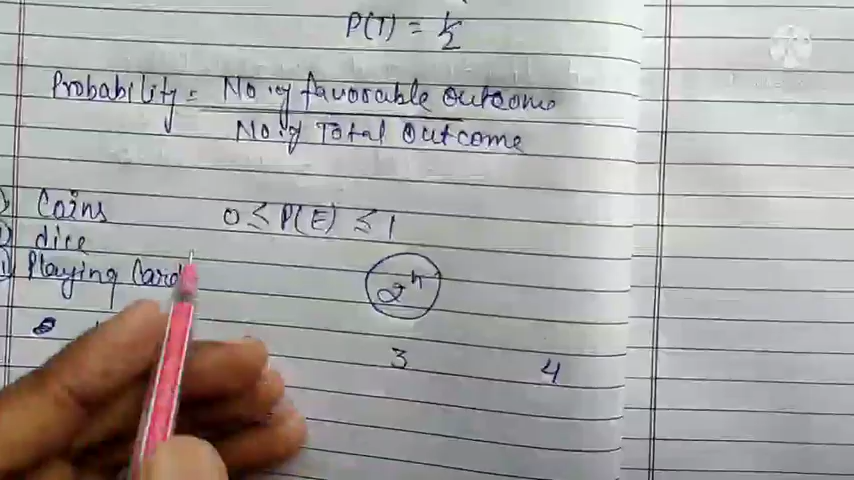 P(T) = 1/2
Probability = No. of favorable Outcome
No. of Total Outcome
Coins 0 ≤ P(E) ≤ 1
dice
Playing Card
2^n
3 4